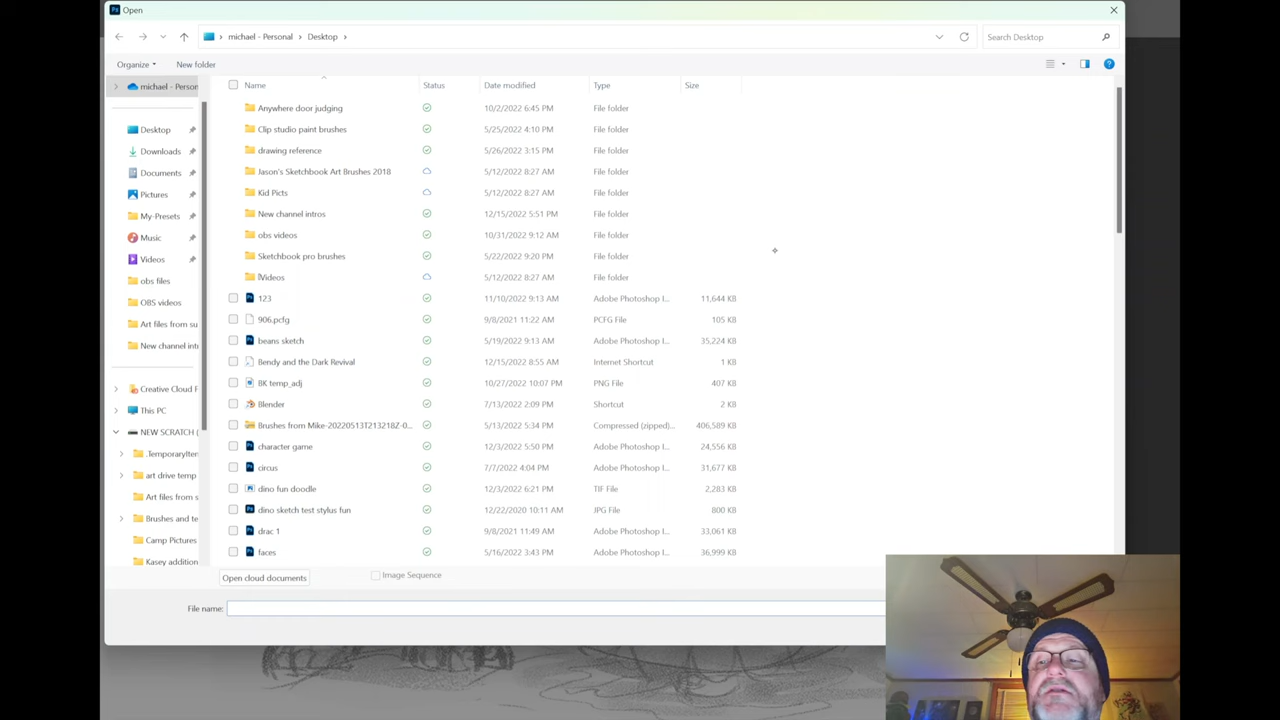 Open
michael - Personal > Desktop >
Search Desktop
Organize
New folder
michael - Person
Desktop
Downloads
Documents
Pictures
My-Presets
Music
Videos
obs files
OBS videos
Art files from su
New channel intr
Creative Cloud F
This PC
NEW SCRATCH (
.TemporaryIten
art drive temp
Art files from s
Brushes and te
Camp Pictures
Kasey addition
Name Status Date modified Type Size
Anywhere door judging 10/2/2022 6:45 PM File folder
Clip studio paint brushes 5/25/2022 4:10 PM File folder
drawing reference 5/26/2022 3:15 PM File folder
Jason's Sketchbook Art Brushes 2018 5/12/2022 8:27 AM File folder
Kid Picts 5/12/2022 8:27 AM File folder
New channel intros 12/15/2022 5:51 PM File folder
obs videos 10/31/2022 9:12 AM File folder
Sketchbook pro brushes 5/22/2022 9:20 PM File folder
Videos 5/12/2022 8:27 AM File folder
123 11/10/2022 9:13 AM Adobe Photoshop I... 11,644 KB
906.pcfg 9/8/2021 11:22 AM PCFG File 105 KB
beans sketch 5/19/2022 9:13 AM Adobe Photoshop I... 35,224 KB
Bendy and the Dark Revival 12/15/2022 8:55 AM Internet Shortcut 1 KB
BK temp_adj 10/27/2022 10:07 PM PNG File 407 KB
Blender 7/13/2022 2:09 PM Shortcut 2 KB
Brushes from Mike-20220513T213218Z-0... 5/13/2022 5:34 PM Compressed (zipped)... 406,589 KB
character game 12/3/2022 5:50 PM Adobe Photoshop I... 24,556 KB
circus 7/7/2022 4:04 PM Adobe Photoshop I... 31,677 KB
dino fun doodle 12/3/2022 6:21 PM TIF File 2,283 KB
dino sketch test stylus fun 12/22/2020 10:11 AM JPG File 800 KB
drac 1 9/8/2021 11:49 AM Adobe Photoshop I... 33,061 KB
faces 5/16/2022 3:43 PM Adobe Photoshop I... 36,999 KB
Open cloud documents
Image Sequence
File name: